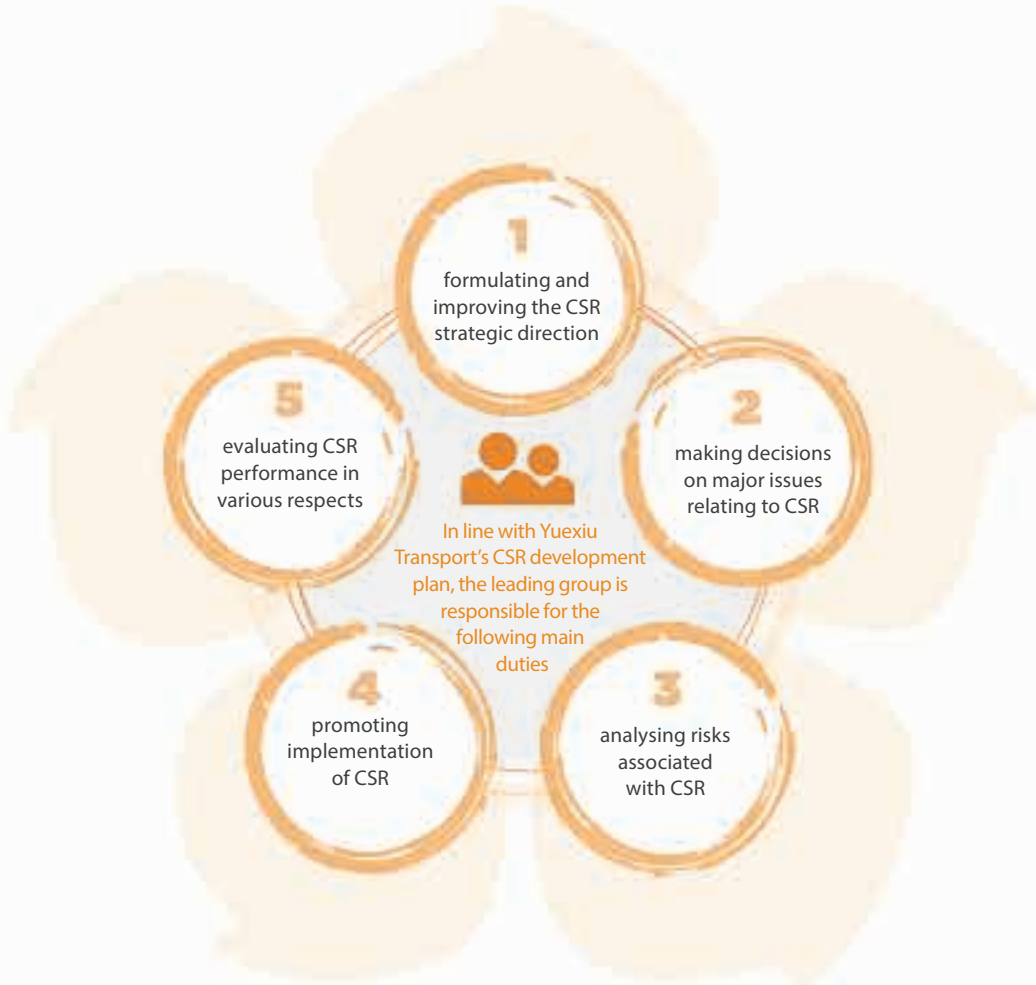 1
formulating and
improving the CSR
strategic direction
2
making decisions
on major issues
relating to CSR
3
analysing risks
associated
with CSR
4
promoting
implementation
of CSR
5
evaluating CSR
performance in
various respects
In line with Yuexiu
Transport’s CSR development
plan, the leading group is
responsible for the
following main
duties